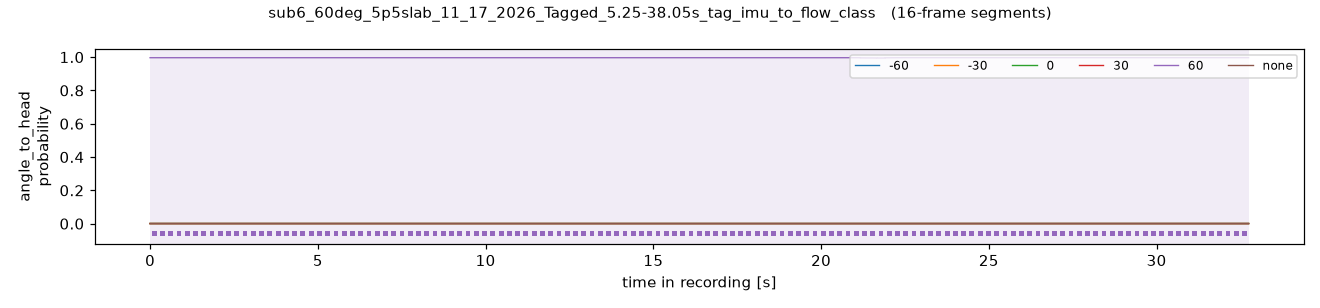 sub6_60deg_5p5slab_11_17_2026_Tagged_5.25-38.05s_tag_imu_to_flow_class (16-frame segments)
-60 -30 0 30 60 none
1.0
0.8
0.6
0.4
0.2
0.0
angle_to_head
probability
0 5 10 15 20 25 30
time in recording [s]